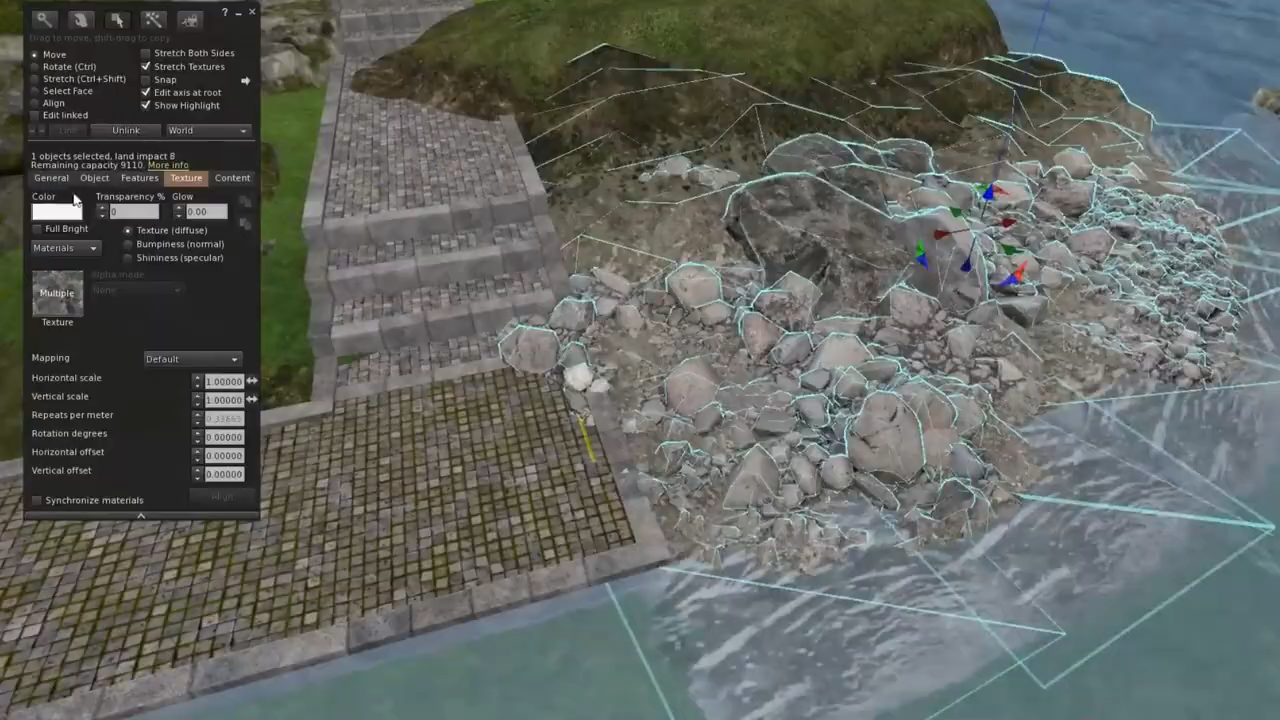 ? _ ×
Drag to move, shift-drag to copy
Move
Rotate (Ctrl)
Stretch (Ctrl+Shift)
Select Face
Align
Edit linked
Stretch Both Sides
Stretch Textures
Snap
Edit axis at root
Show Highlight
Link Unlink World
1 objects selected, land impact 8
Remaining capacity 9110. More info
General Object Features Texture Content
Color Transparency % Glow
0 0.00
Full Bright
Materials
Texture (diffuse)
Bumpiness (normal)
Shininess (specular)
Alpha mode
None
Multiple
Texture
Mapping Default
Horizontal scale 1.00000
Vertical scale 1.00000
Repeats per meter 0.33665
Rotation degrees 0.00000
Horizontal offset 0.00000
Vertical offset 0.00000
Synchronize materials Align